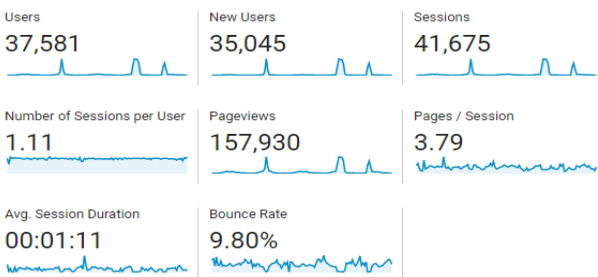 Users
37,581
New Users
35,045
Sessions
41,675
Number of Sessions per User
1.11
Pageviews
157,930
Pages / Session
3.79
Avg. Session Duration
00:01:11
Bounce Rate
9.80%